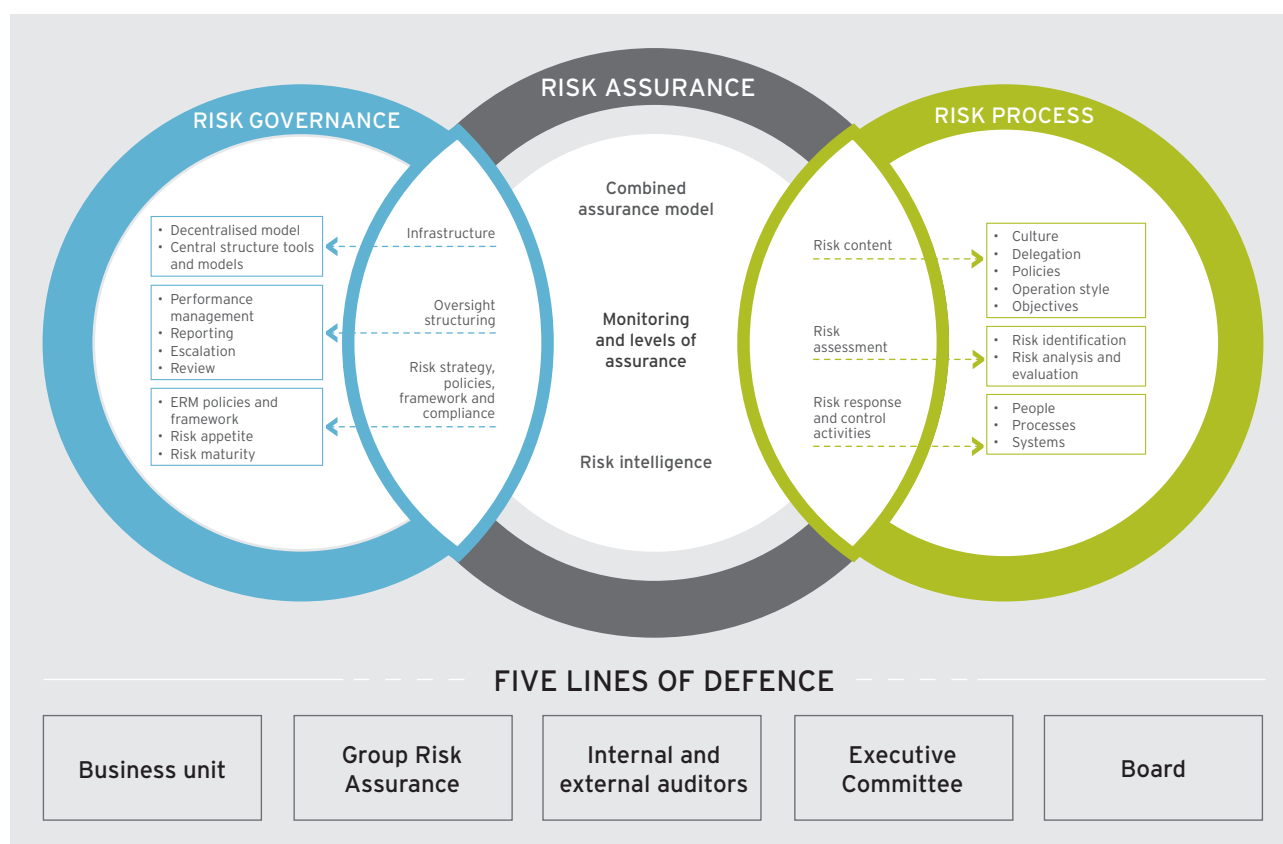 RISK GOVERNANCE
RISK ASSURANCE
RISK PROCESS
• Decentralised model
• Central structure tools
and models
• Performance
management
• Reporting
• Escalation
• Review
• ERM policies and
framework
• Risk appetite
• Risk maturity
Infrastructure
Oversight
structuring
Risk strategy,
policies,
framework and
compliance
Combined
assurance model
Monitoring
and levels of
assurance
Risk intelligence
Risk content
Risk
assessment
Risk response
and control
activities
• Culture
• Delegation
• Policies
• Operation style
• Objectives
• Risk identification
• Risk analysis and
evaluation
• People
• Processes
• Systems
FIVE LINES OF DEFENCE
Business unit
Group Risk
Assurance
Internal and
external auditors
Executive
Committee
Board